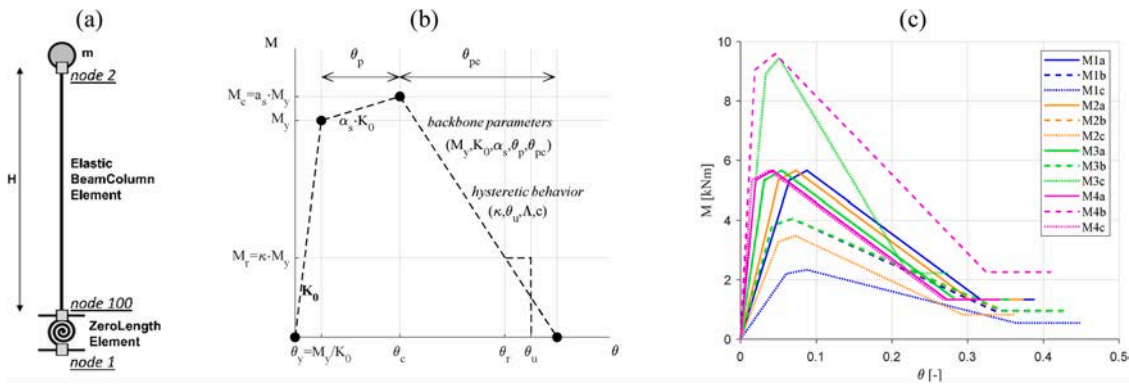 (a)
m
node 2
H
Elastic
BeamColumn
Element
node 100
ZeroLength
Element
node 1
(b)
M
θp
θpc
Mc=as·My
My
αs·K0
backbone parameters
(My,K0,αs,θp,θpc)
hysteretic behavior
(κ,θu,Λ,c)
Mr=κ·My
K0
θy=My/K0
θc
θr
θu
θ
(c)
M [kNm]
10
8
6
4
2
0
0
0.1
0.2
0.3
0.4
0.5
θ [-]
M1a
M1b
M1c
M2a
M2b
M2c
M3a
M3b
M3c
M4a
M4b
M4c